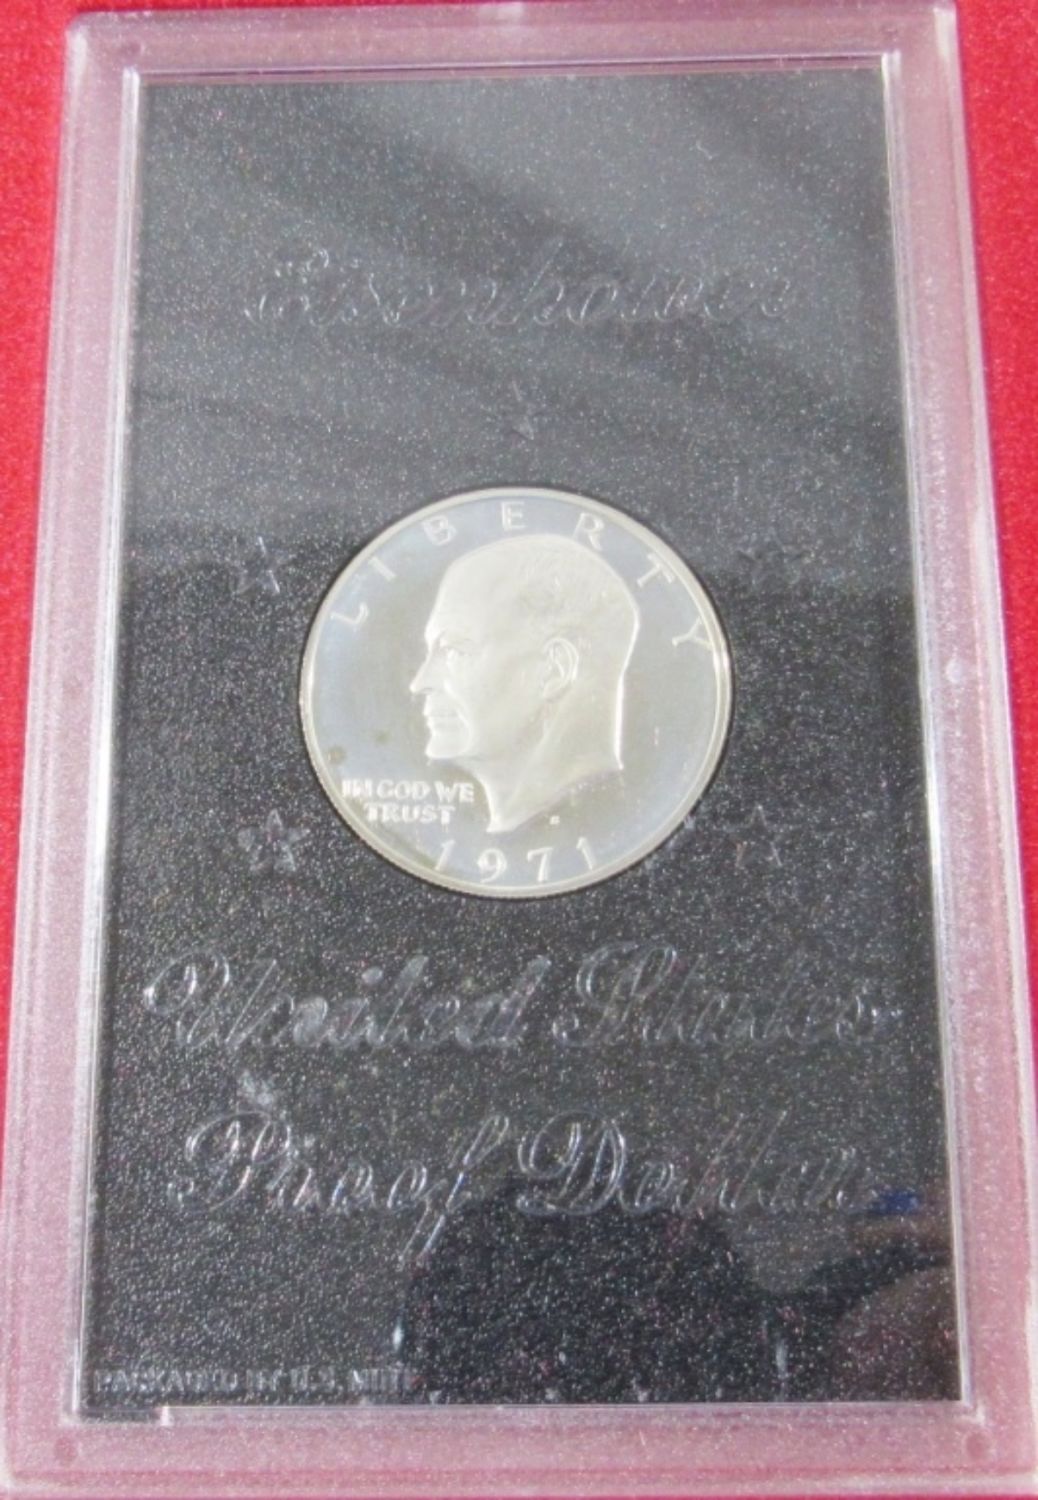 Eisenhower
LIBERTY
IN GOD WE
TRUST
S
1971
United States
Proof Dollar
PACKAGED BY U.S. MINT